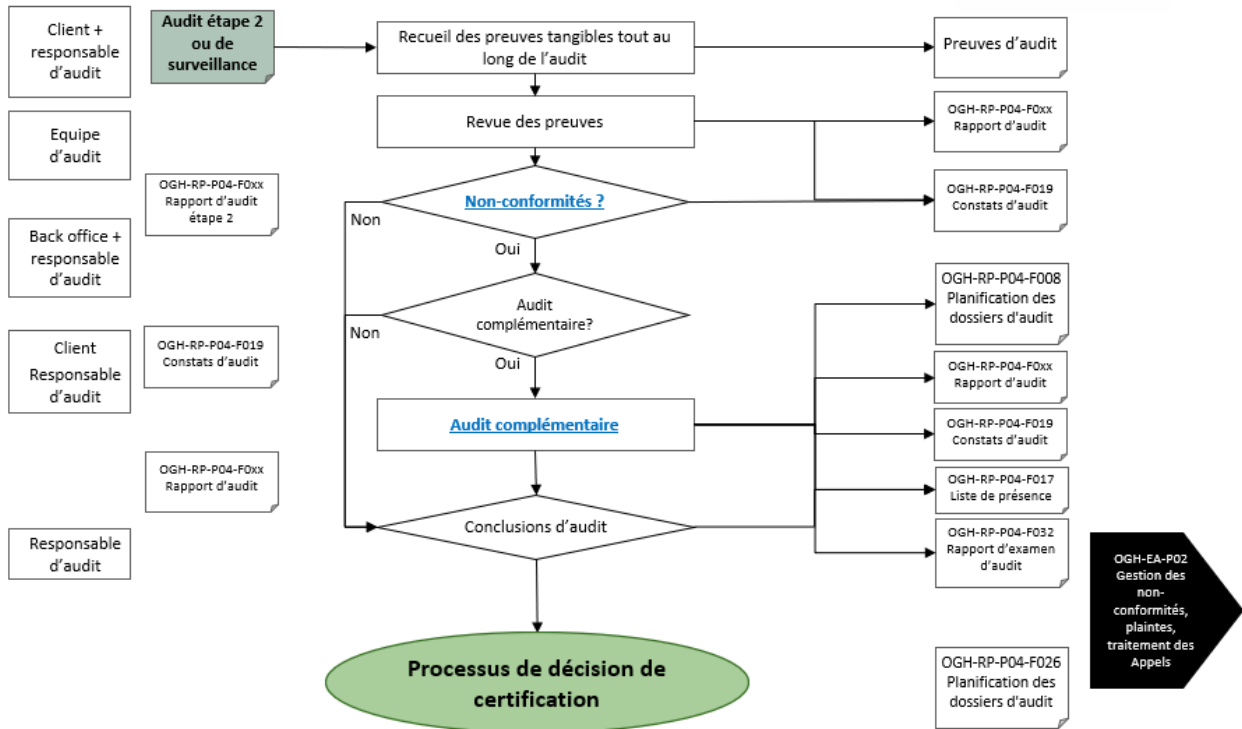 Client +
responsable
d’audit
Audit étape 2
ou de
surveillance
Recueil des preuves tangibles tout au
long de l’audit
Preuves d’audit
Equipe
d’audit
Revue des preuves
OGH-RP-P04-F0xx
Rapport d’audit
OGH-RP-P04-F0xx
Rapport d’audit
étape 2
Non-conformités ?
Non
Oui
OGH-RP-P04-F019
Constats d’audit
Back office +
responsable
d’audit
Audit
complémentaire?
Non
Oui
OGH-RP-P04-F008
Planification des
dossiers d'audit
Client
Responsable
d’audit
OGH-RP-P04-F019
Constats d’audit
OGH-RP-P04-F0xx
Rapport d’audit
Audit complémentaire
OGH-RP-P04-F019
Constats d’audit
OGH-RP-P04-F0xx
Rapport d’audit
OGH-RP-P04-F017
Liste de présence
Responsable
d’audit
Conclusions d’audit
OGH-RP-P04-F032
Rapport d’examen
d’audit
OGH-EA-P02
Gestion des
non-
conformités,
plaintes,
traitement des
Appels
Processus de décision de
certification
OGH-RP-P04-F026
Planification des
dossiers d'audit